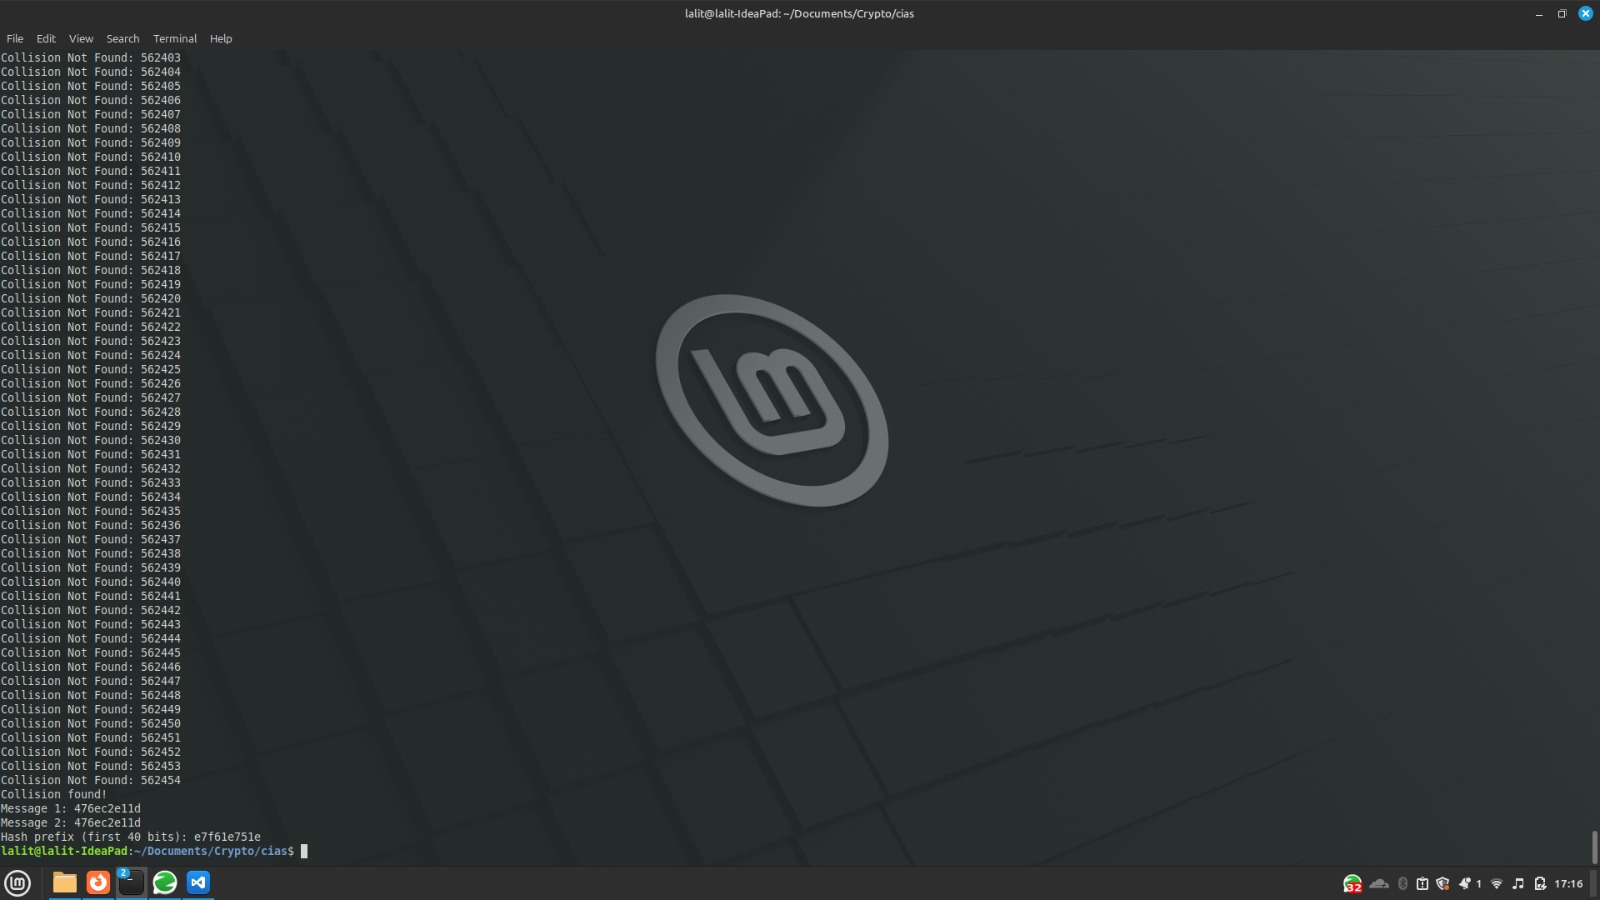 lalit@lalit-IdeaPad: ~/Documents/Crypto/cias
File Edit View Search Terminal Help
Collision Not Found: 562403
Collision Not Found: 562404
Collision Not Found: 562405
Collision Not Found: 562406
Collision Not Found: 562407
Collision Not Found: 562408
Collision Not Found: 562409
Collision Not Found: 562410
Collision Not Found: 562411
Collision Not Found: 562412
Collision Not Found: 562413
Collision Not Found: 562414
Collision Not Found: 562415
Collision Not Found: 562416
Collision Not Found: 562417
Collision Not Found: 562418
Collision Not Found: 562419
Collision Not Found: 562420
Collision Not Found: 562421
Collision Not Found: 562422
Collision Not Found: 562423
Collision Not Found: 562424
Collision Not Found: 562425
Collision Not Found: 562426
Collision Not Found: 562427
Collision Not Found: 562428
Collision Not Found: 562429
Collision Not Found: 562430
Collision Not Found: 562431
Collision Not Found: 562432
Collision Not Found: 562433
Collision Not Found: 562434
Collision Not Found: 562435
Collision Not Found: 562436
Collision Not Found: 562437
Collision Not Found: 562438
Collision Not Found: 562439
Collision Not Found: 562440
Collision Not Found: 562441
Collision Not Found: 562442
Collision Not Found: 562443
Collision Not Found: 562444
Collision Not Found: 562445
Collision Not Found: 562446
Collision Not Found: 562447
Collision Not Found: 562448
Collision Not Found: 562449
Collision Not Found: 562450
Collision Not Found: 562451
Collision Not Found: 562452
Collision Not Found: 562453
Collision Not Found: 562454
Collision found!
Message 1: 476ec2e11d
Message 2: 476ec2e11d
Hash prefix (first 40 bits): e7f61e751e
lalit@lalit-IdeaPad:~/Documents/Crypto/cias$
2
32 1 17:16